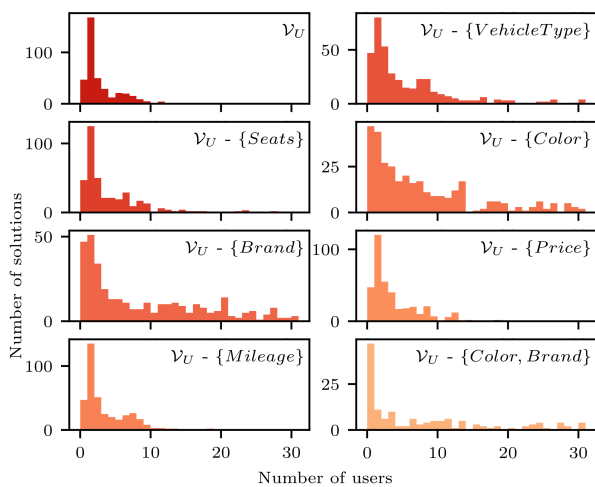 𝒱_U
𝒱_U - {VehicleType}
100
0
50
0
𝒱_U - {Seats}
𝒱_U - {Color}
100
0
25
0
𝒱_U - {Brand}
𝒱_U - {Price}
50
0
100
0
𝒱_U - {Mileage}
𝒱_U - {Color, Brand}
100
0
25
0
0 10 20 30
0 10 20 30
Number of users
Number of solutions